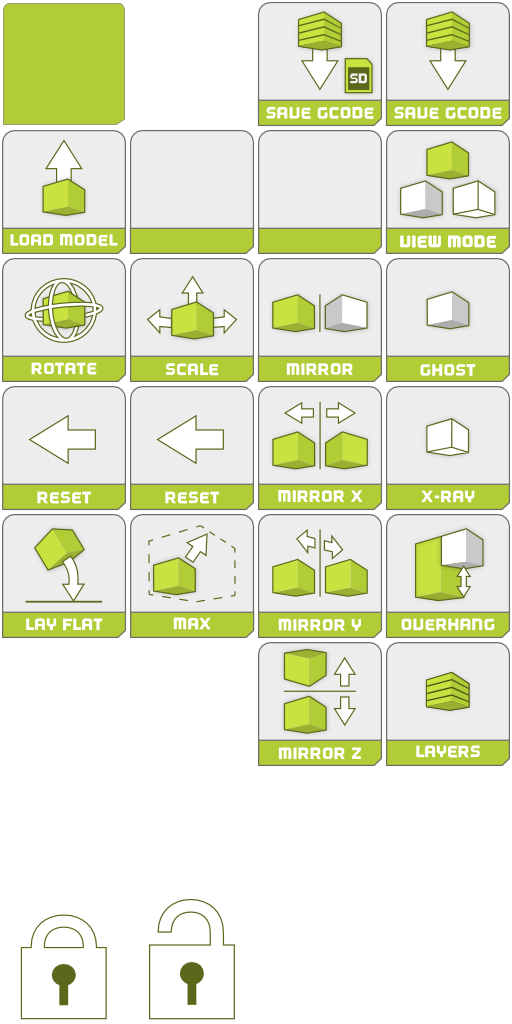 SD
SAVE GCODE
SAVE GCODE
LOAD MODEL
VIEW MODE
ROTATE
SCALE
MIRROR
GHOST
RESET
RESET
MIRROR X
X-RAY
LAY FLAT
MAX
MIRROR Y
OVERHANG
MIRROR Z
LAYERS